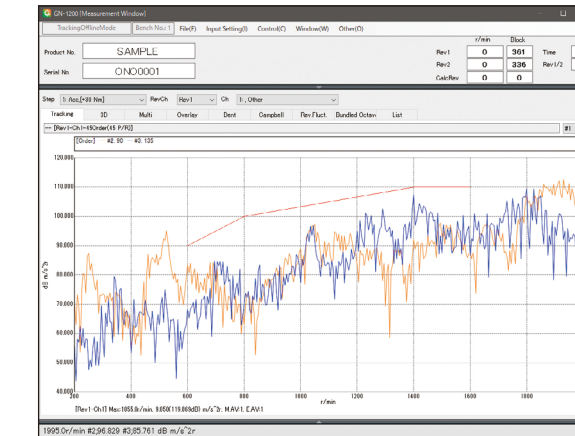 GN-1200 [Measurement Window]
TrackingOfflineMode Bench No.: 1 File(F) Input Setting(I) Control(C) Window(W) Other(O)
r/min Block
Product No. SAMPLE Rev1 0 361 Time
Rev2 0 336 Rev1/2
Serial No. ONO0001 CalcRev 0 0
Step 1: Acc,[+30 Nm] RevCh Rev1 Ch 1: , Other
Tracking 3D Multi Overlay Dent Campbell Rev.Fluct. Bundled Octave List
[Rev1-Ch1-45Order(45 P/R)] #1
[Order] #2.90 #3.135
120.000
110.000
100.000
90.000
80.000
70.000
60.000
50.000
40.000
dB m/s^2r
200 400 600 800 1000 1200 1400 1600 1800
r/min
1995.0r/min #2,96.829 #3,85.761 dB m/s^2r